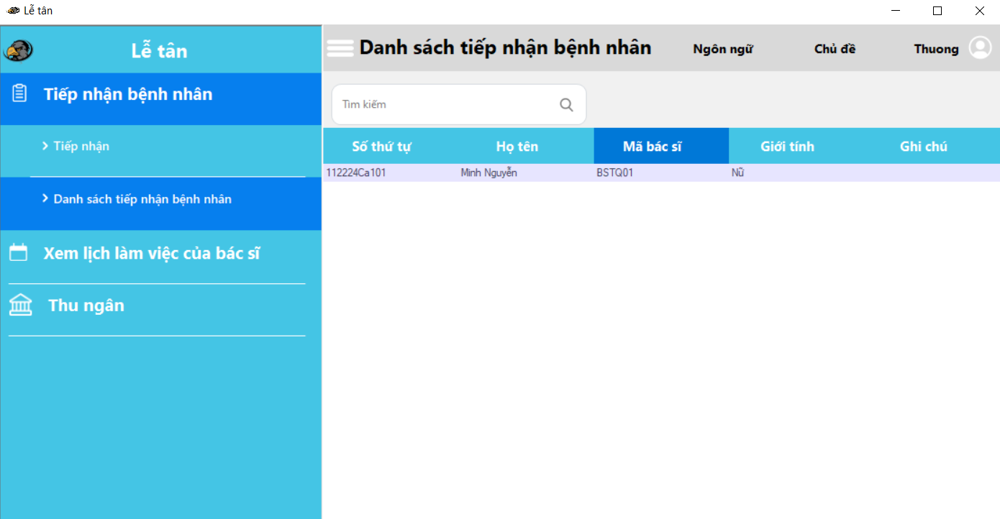 Lễ tân
Lễ tân
Tiếp nhận bệnh nhân
Tiếp nhận
Danh sách tiếp nhận bệnh nhân
Xem lịch làm việc của bác sĩ
Thu ngân
Danh sách tiếp nhận bệnh nhân Ngôn ngữ Chủ đề Thuong
Tìm kiếm
Số thứ tự Họ tên Mã bác sĩ Giới tính Ghi chú
112224Ca101 Minh Nguyễn BSTQ01 Nữ